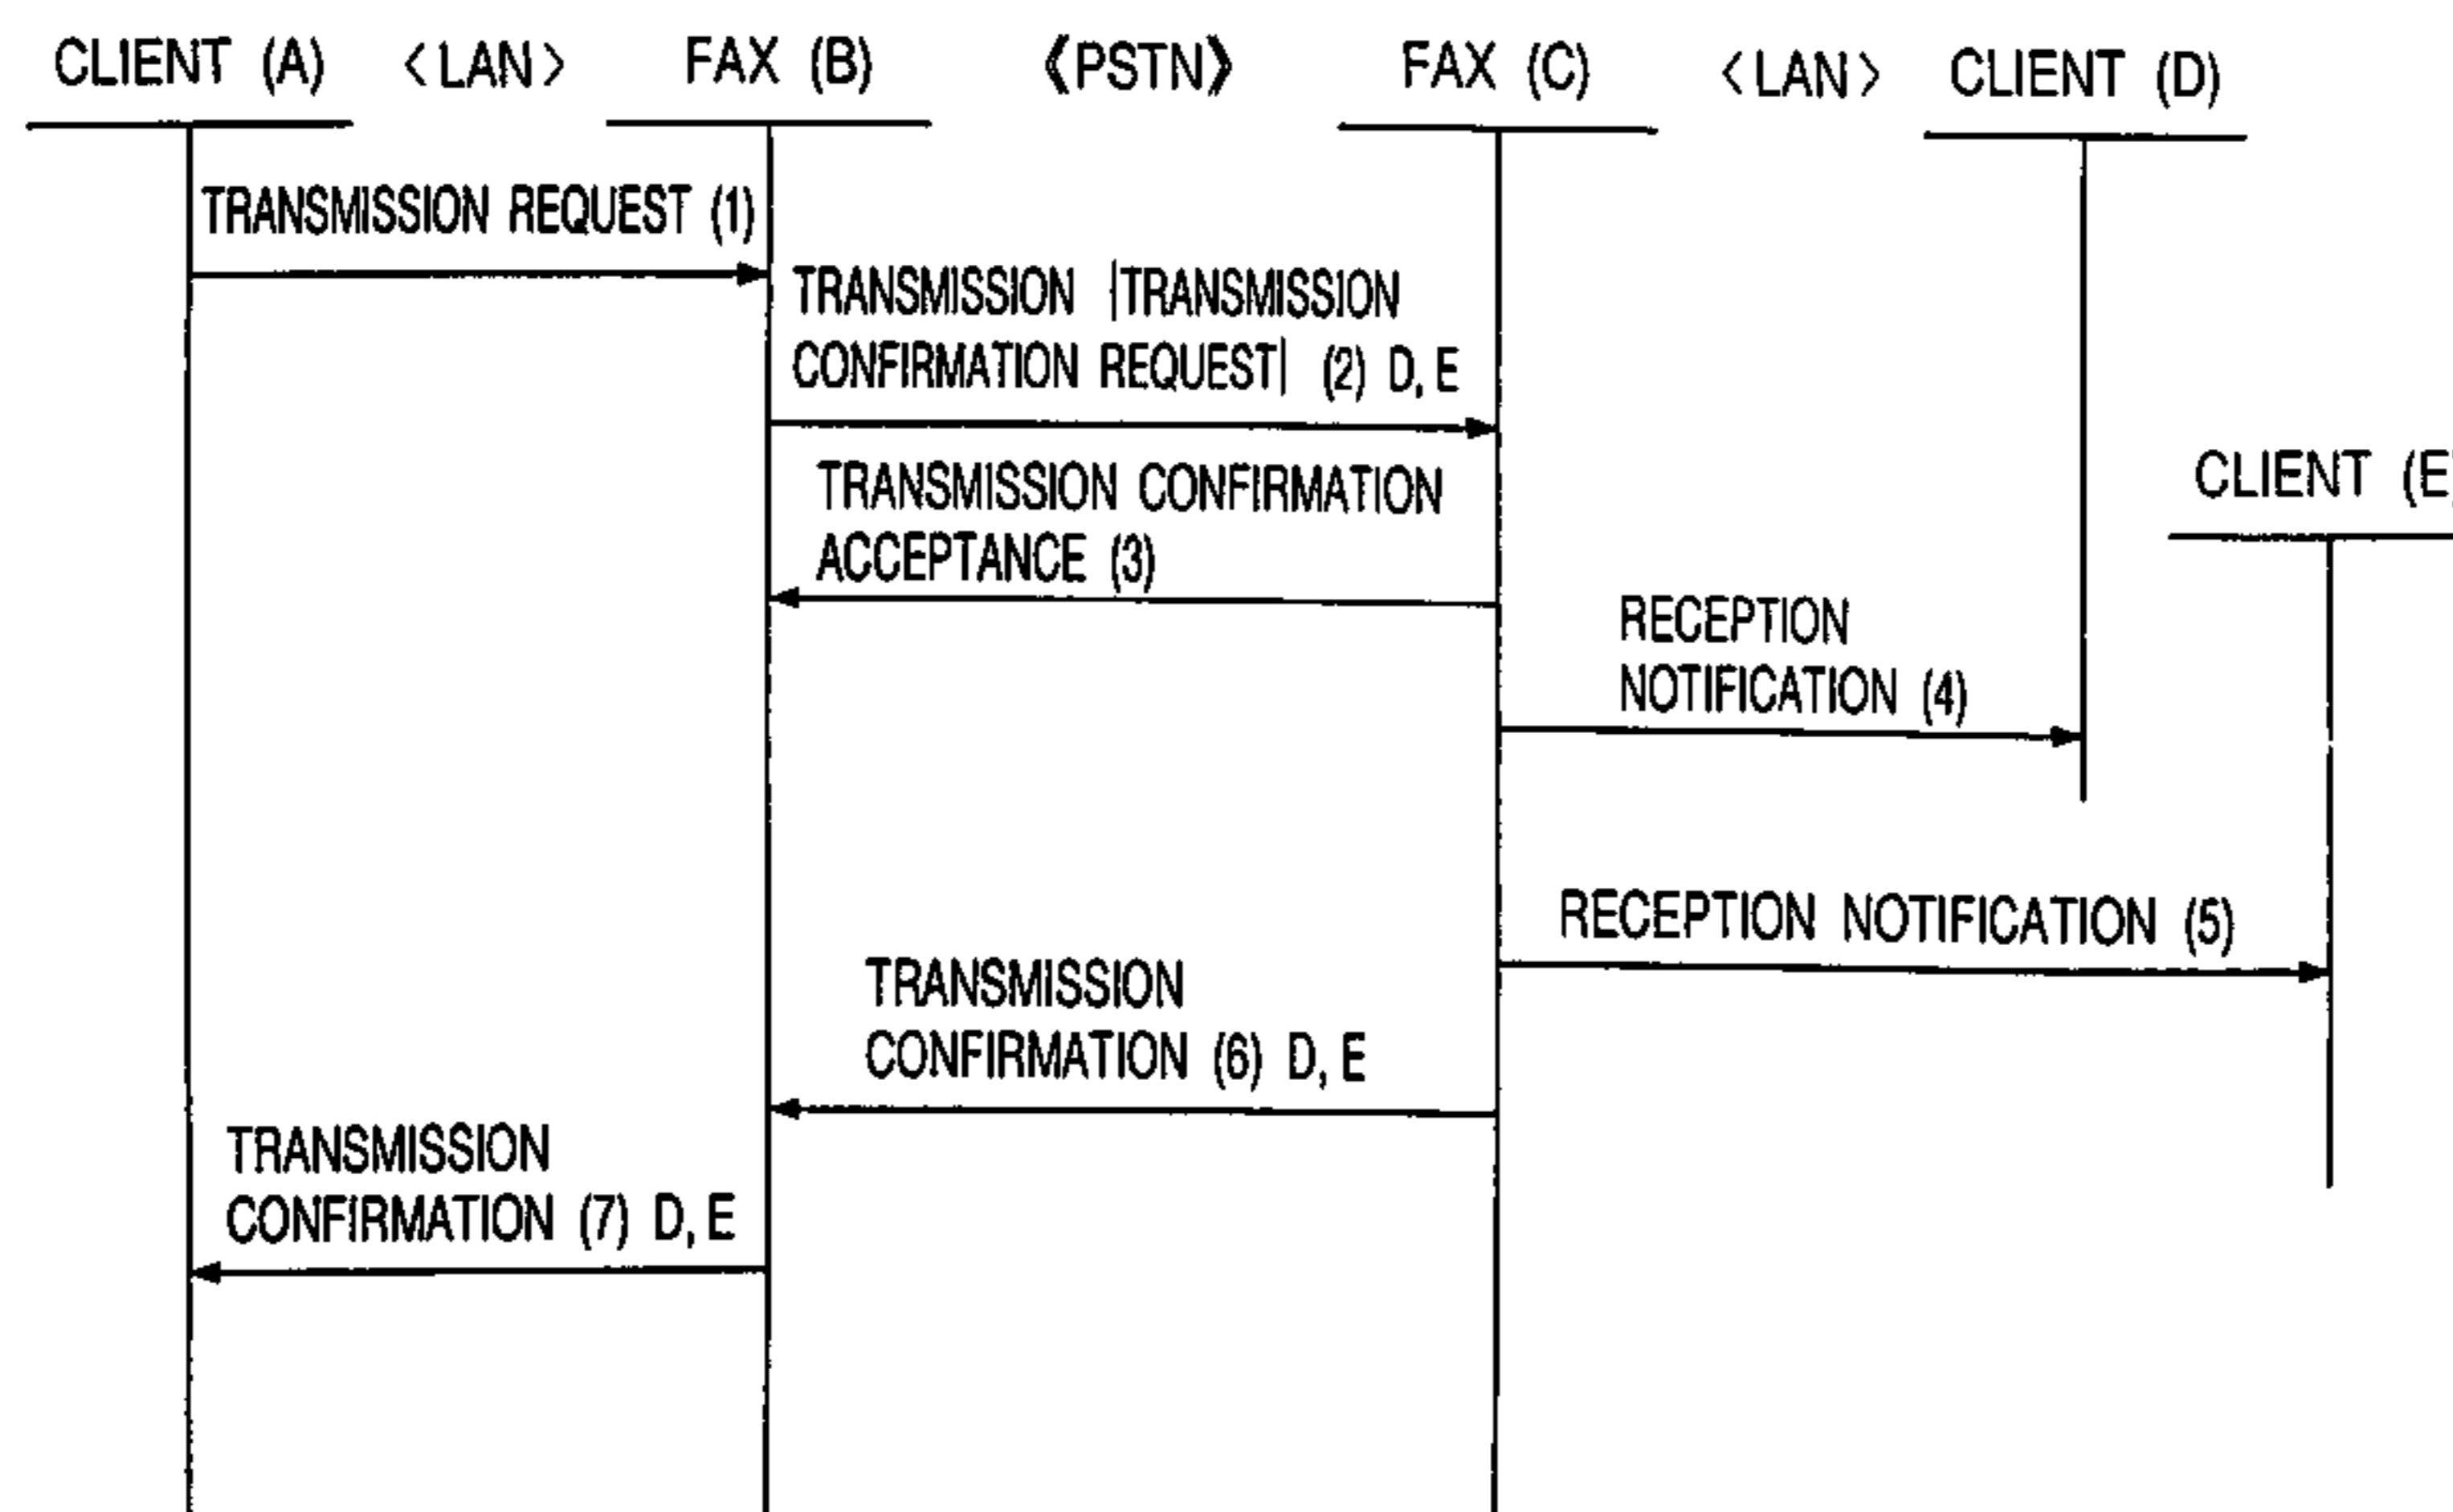 CLIENT (A) <LAN> FAX (B) 《PSTN》 FAX (C) <LAN> CLIENT (D)
TRANSMISSION REQUEST (1)
TRANSMISSION |TRANSMISSION
CONFIRMATION REQUEST| (2) D, E
TRANSMISSION CONFIRMATION
ACCEPTANCE (3)
CLIENT (E)
RECEPTION
NOTIFICATION (4)
RECEPTION NOTIFICATION (5)
TRANSMISSION
CONFIRMATION (6) D, E
TRANSMISSION
CONFIRMATION (7) D, E